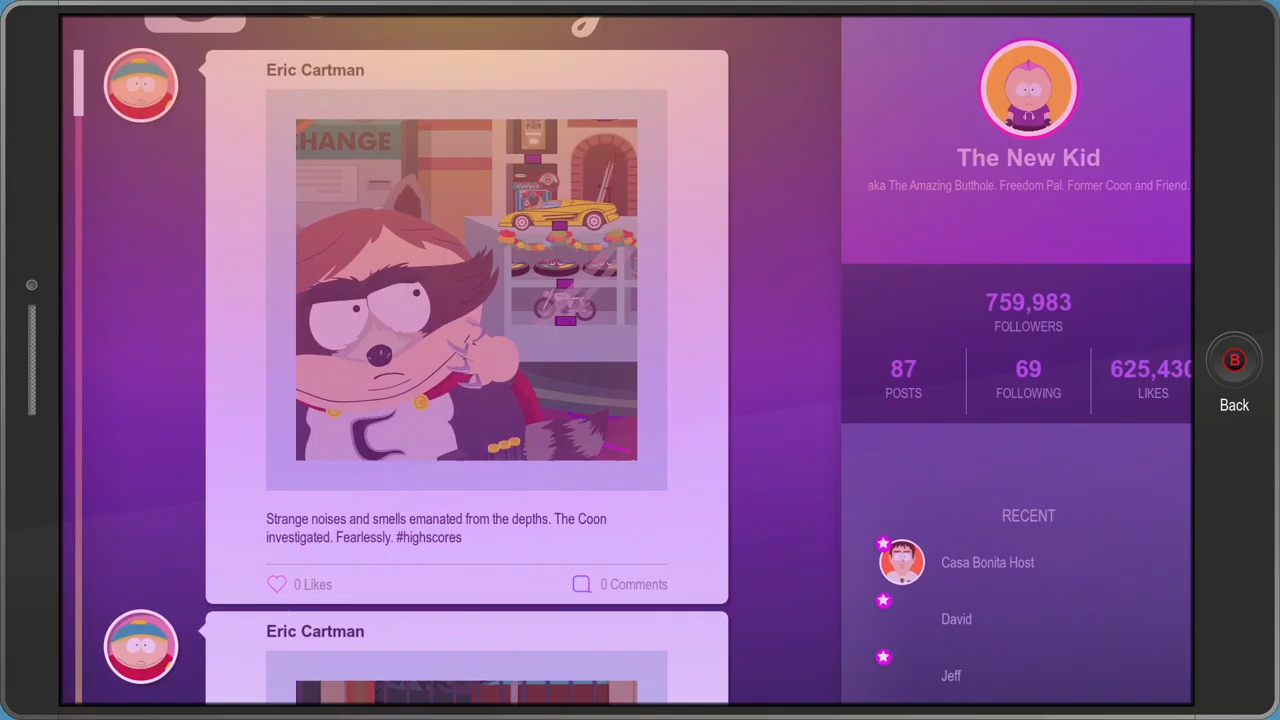 Eric Cartman
CHANGE
Strange noises and smells emanated from the depths. The Coon
investigated. Fearlessly. #highscores
0 Likes
0 Comments
Eric Cartman
The New Kid
aka The Amazing Butthole. Freedom Pal. Former Coon and Friend.
759,983
FOLLOWERS
87
POSTS
69
FOLLOWING
625,430
LIKES
RECENT
Casa Bonita Host
David
Jeff
B
Back